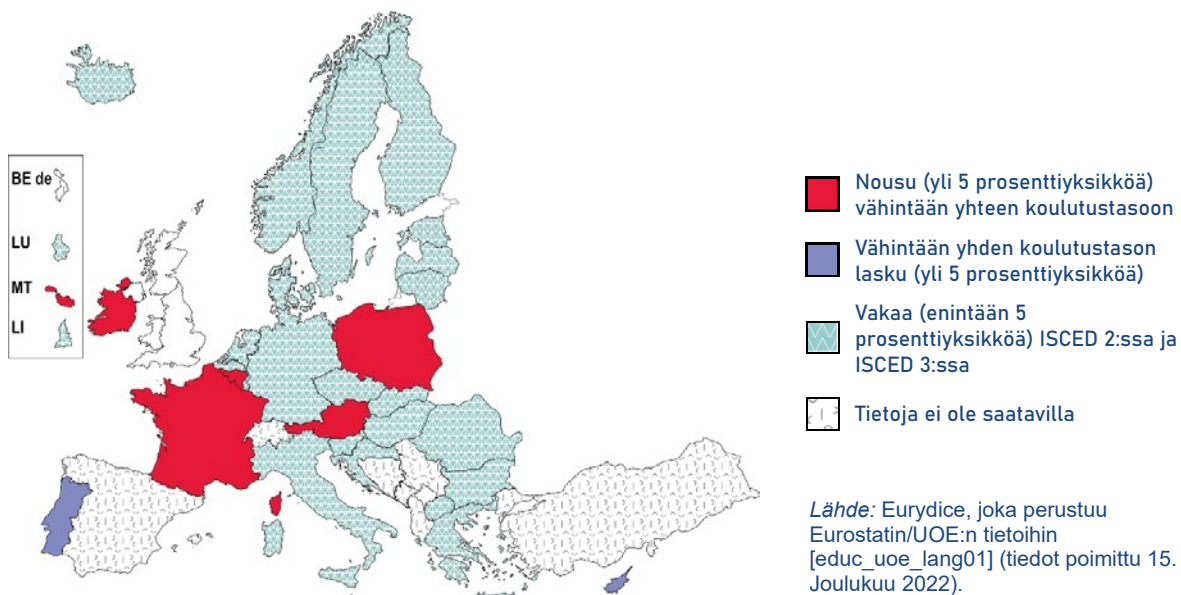 BE de
LU
MT
LI
Nousu (yli 5 prosenttiyksikköä)
vähintään yhteen koulutustasoon
Vähintään yhden koulutustason
lasku (yli 5 prosenttiyksikköä)
Vakaa (enintään 5
prosenttiyksikköä) ISCED 2:ssa ja
ISCED 3:ssa
Tietoja ei ole saatavilla
Lähde: Eurydice, joka perustuu
Eurostatin/UOE:n tietoihin
[educ_uoe_lang01] (tiedot poimittu 15.
Joulukuu 2022).